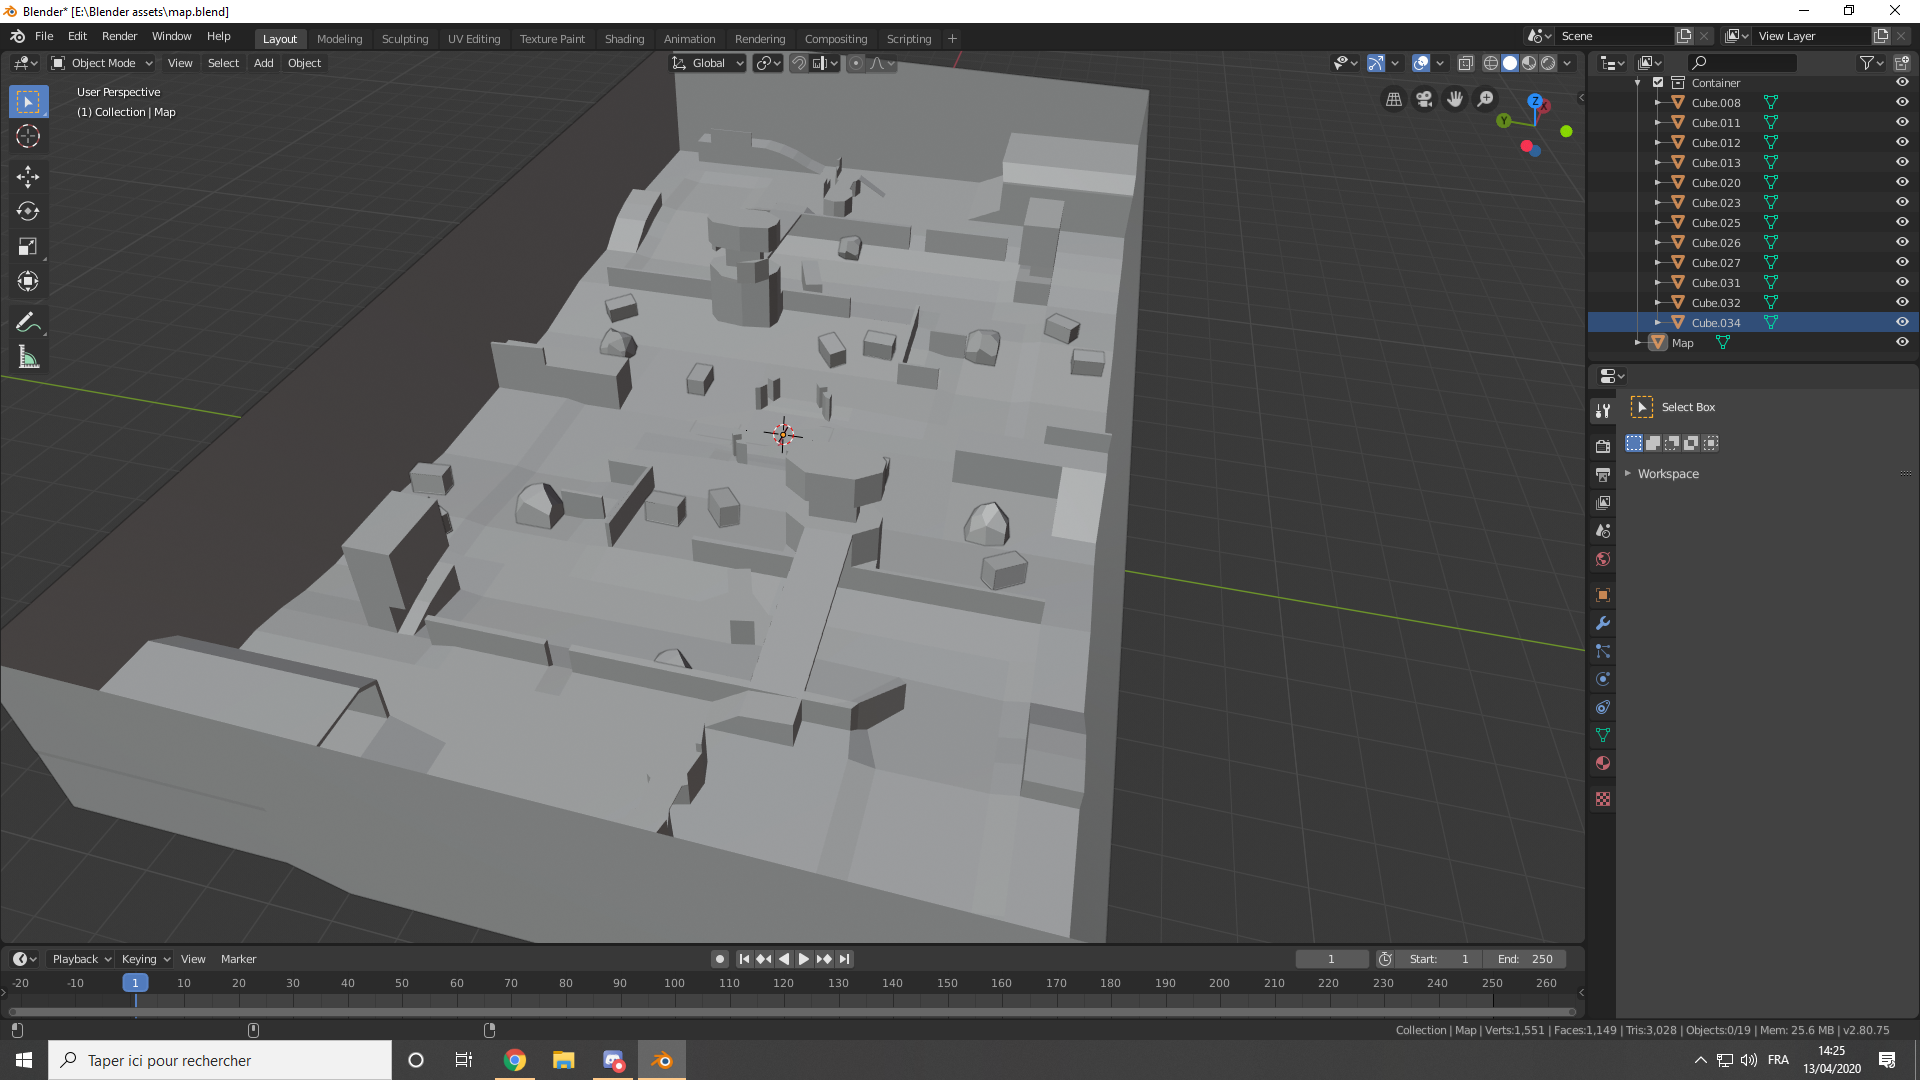 Blender* [E:\Blender assets\map.blend]
File Edit Render Window Help
Layout Modeling Sculpting UV Editing Texture Paint Shading Animation Rendering Compositing Scripting +
Scene
View Layer
Object Mode View Select Add Object
Global
User Perspective
(1) Collection | Map
Z
Y
X
Container
Cube.008
Cube.011
Cube.012
Cube.013
Cube.020
Cube.023
Cube.025
Cube.026
Cube.027
Cube.031
Cube.032
Cube.034
Map
Select Box
Workspace
Playback Keying View Marker
1
Start: 1
End: 250
-20 -10 1 10 20 30 40 50 60 70 80 90 100 110 120 130 140 150 160 170 180 190 200 210 220 230 240 250 260
Collection | Map | Verts:1,551 | Faces:1,149 | Tris:3,028 | Objects:0/19 | Mem: 25.6 MB | v2.80.75
Taper ici pour rechercher
FRA
14:25
13/04/2020